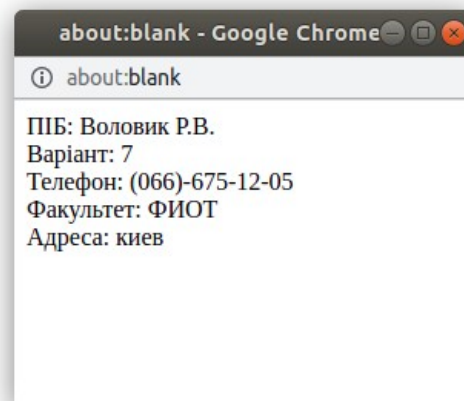 about:blank - Google Chrome
about:blank
ПІБ: Воловик Р.В.
Варіант: 7
Телефон: (066)-675-12-05
Факультет: ФИОТ
Адреса: киев